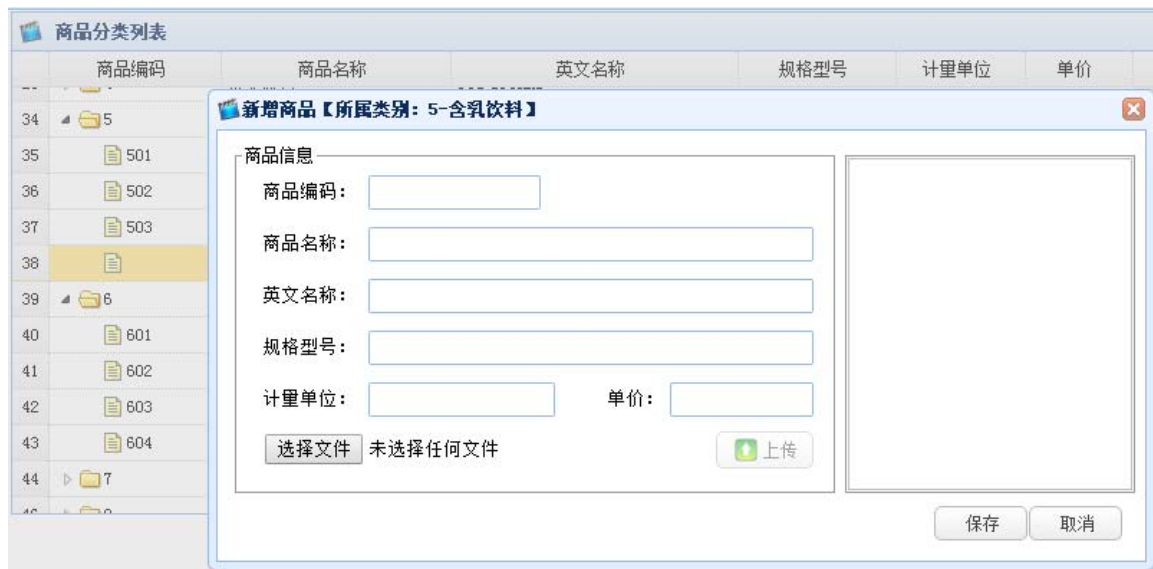 商品分类列表
商品编码 商品名称 英文名称 规格型号 计里单位 单价
新增商品【所属类别：5-含乳饮料】
34 5
35 501
36 502
37 503
38
39 6
40 601
41 602
42 603
43 604
44 7
商品信息
商品编码：
商品名称：
英文名称：
规格型号：
计里单位： 单价：
选择文件 未选择任何文件 上传
保存 取消